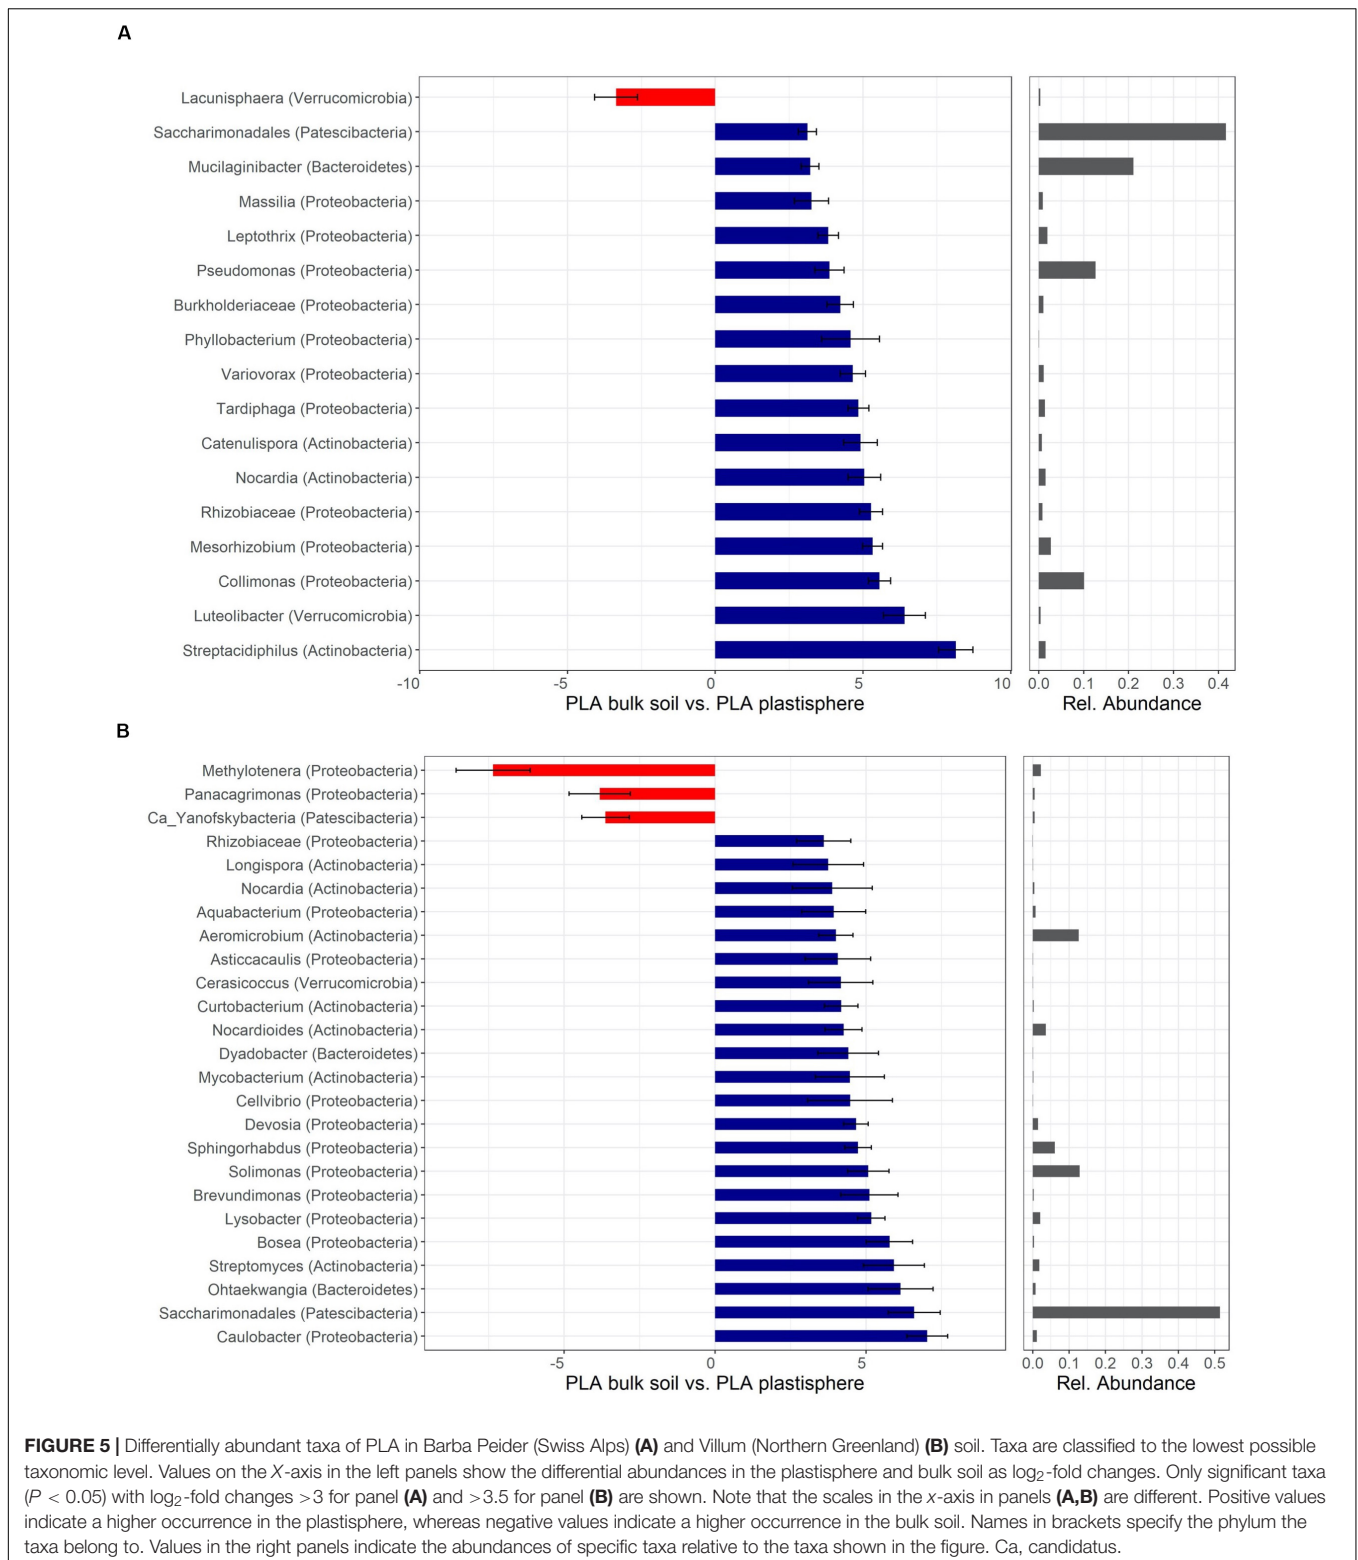 A
Lacunisphaera (Verrucomicrobia)
Saccharimonadales (Patescibacteria)
Mucilaginibacter (Bacteroidetes)
Massilia (Proteobacteria)
Leptothrix (Proteobacteria)
Pseudomonas (Proteobacteria)
Burkholderiaceae (Proteobacteria)
Phyllobacterium (Proteobacteria)
Variovorax (Proteobacteria)
Tardiphaga (Proteobacteria)
Catenulispora (Actinobacteria)
Nocardia (Actinobacteria)
Rhizobiaceae (Proteobacteria)
Mesorhizobium (Proteobacteria)
Collimonas (Proteobacteria)
Luteolibacter (Verrucomicrobia)
Streptacidiphilus (Actinobacteria)
-10 -5 0 5 10 0.0 0.1 0.2 0.3 0.4
PLA bulk soil vs. PLA plastisphere Rel. Abundance
B
Methylotenera (Proteobacteria)
Panacagrimonas (Proteobacteria)
Ca_Yanofskybacteria (Patescibacteria)
Rhizobiaceae (Proteobacteria)
Longispora (Actinobacteria)
Nocardia (Actinobacteria)
Aquabacterium (Proteobacteria)
Aeromicrobium (Actinobacteria)
Asticcacaulis (Proteobacteria)
Cerasicoccus (Verrucomicrobia)
Curtobacterium (Actinobacteria)
Nocardioides (Actinobacteria)
Dyadobacter (Bacteroidetes)
Mycobacterium (Actinobacteria)
Cellvibrio (Proteobacteria)
Devosia (Proteobacteria)
Sphingorhabdus (Proteobacteria)
Solimonas (Proteobacteria)
Brevundimonas (Proteobacteria)
Lysobacter (Proteobacteria)
Bosea (Proteobacteria)
Streptomyces (Actinobacteria)
Ohtaekwangia (Bacteroidetes)
Saccharimonadales (Patescibacteria)
Caulobacter (Proteobacteria)
-5 0 5 0.0 0.1 0.2 0.3 0.4 0.5
PLA bulk soil vs. PLA plastisphere Rel. Abundance
FIGURE 5 | Differentially abundant taxa of PLA in Barba Peider (Swiss Alps) (A) and Villum (Northern Greenland) (B) soil. Taxa are classified to the lowest possible
taxonomic level. Values on the X-axis in the left panels show the differential abundances in the plastisphere and bulk soil as log₂-fold changes. Only significant taxa
(P < 0.05) with log₂-fold changes >3 for panel (A) and >3.5 for panel (B) are shown. Note that the scales in the x-axis in panels (A,B) are different. Positive values
indicate a higher occurrence in the plastisphere, whereas negative values indicate a higher occurrence in the bulk soil. Names in brackets specify the phylum the
taxa belong to. Values in the right panels indicate the abundances of specific taxa relative to the taxa shown in the figure. Ca, candidatus.